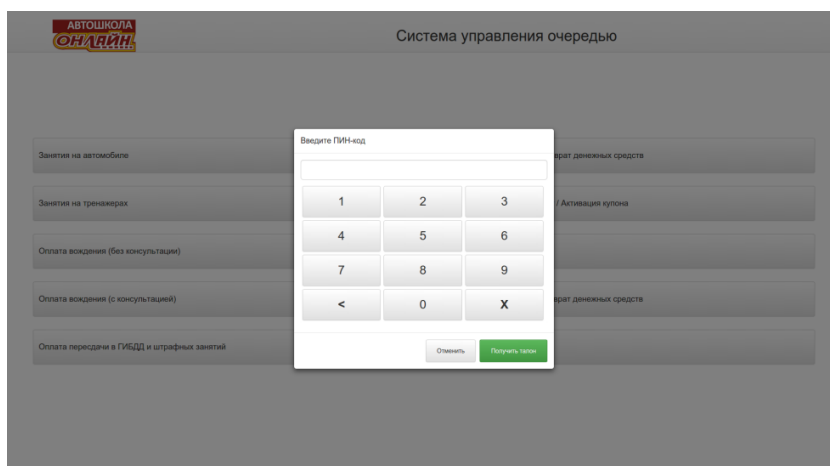 АВТОШКОЛА
ОНЛАЙН
Система управления очередью
Введите ПИН-код
Занятия на автомобиле
врат денежных средств
Занятия на тренажерах
/ Активация купона
Оплата вождения (без консультации)
Оплата вождения (с консультацией)
врат денежных средств
Оплата пересдачи в ГИБДД и штрафных занятий
1 2 3
4 5 6
7 8 9
< 0 X
Отменить Получить талон